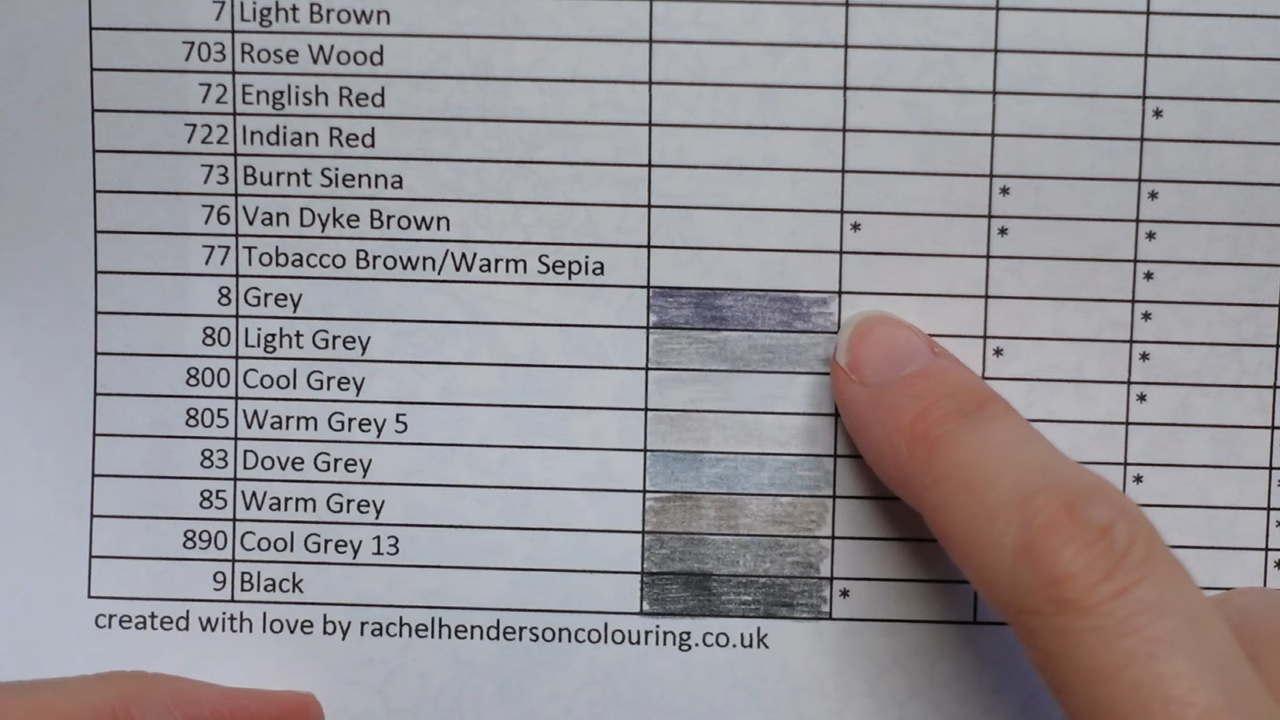 7 Light Brown
703 Rose Wood
72 English Red *
722 Indian Red
73 Burnt Sienna * *
76 Van Dyke Brown * * *
77 Tobacco Brown/Warm Sepia *
8 Grey *
80 Light Grey * *
800 Cool Grey *
805 Warm Grey 5
83 Dove Grey * *
85 Warm Grey *
890 Cool Grey 13 *
9 Black *
created with love by rachelhendersoncolouring.co.uk